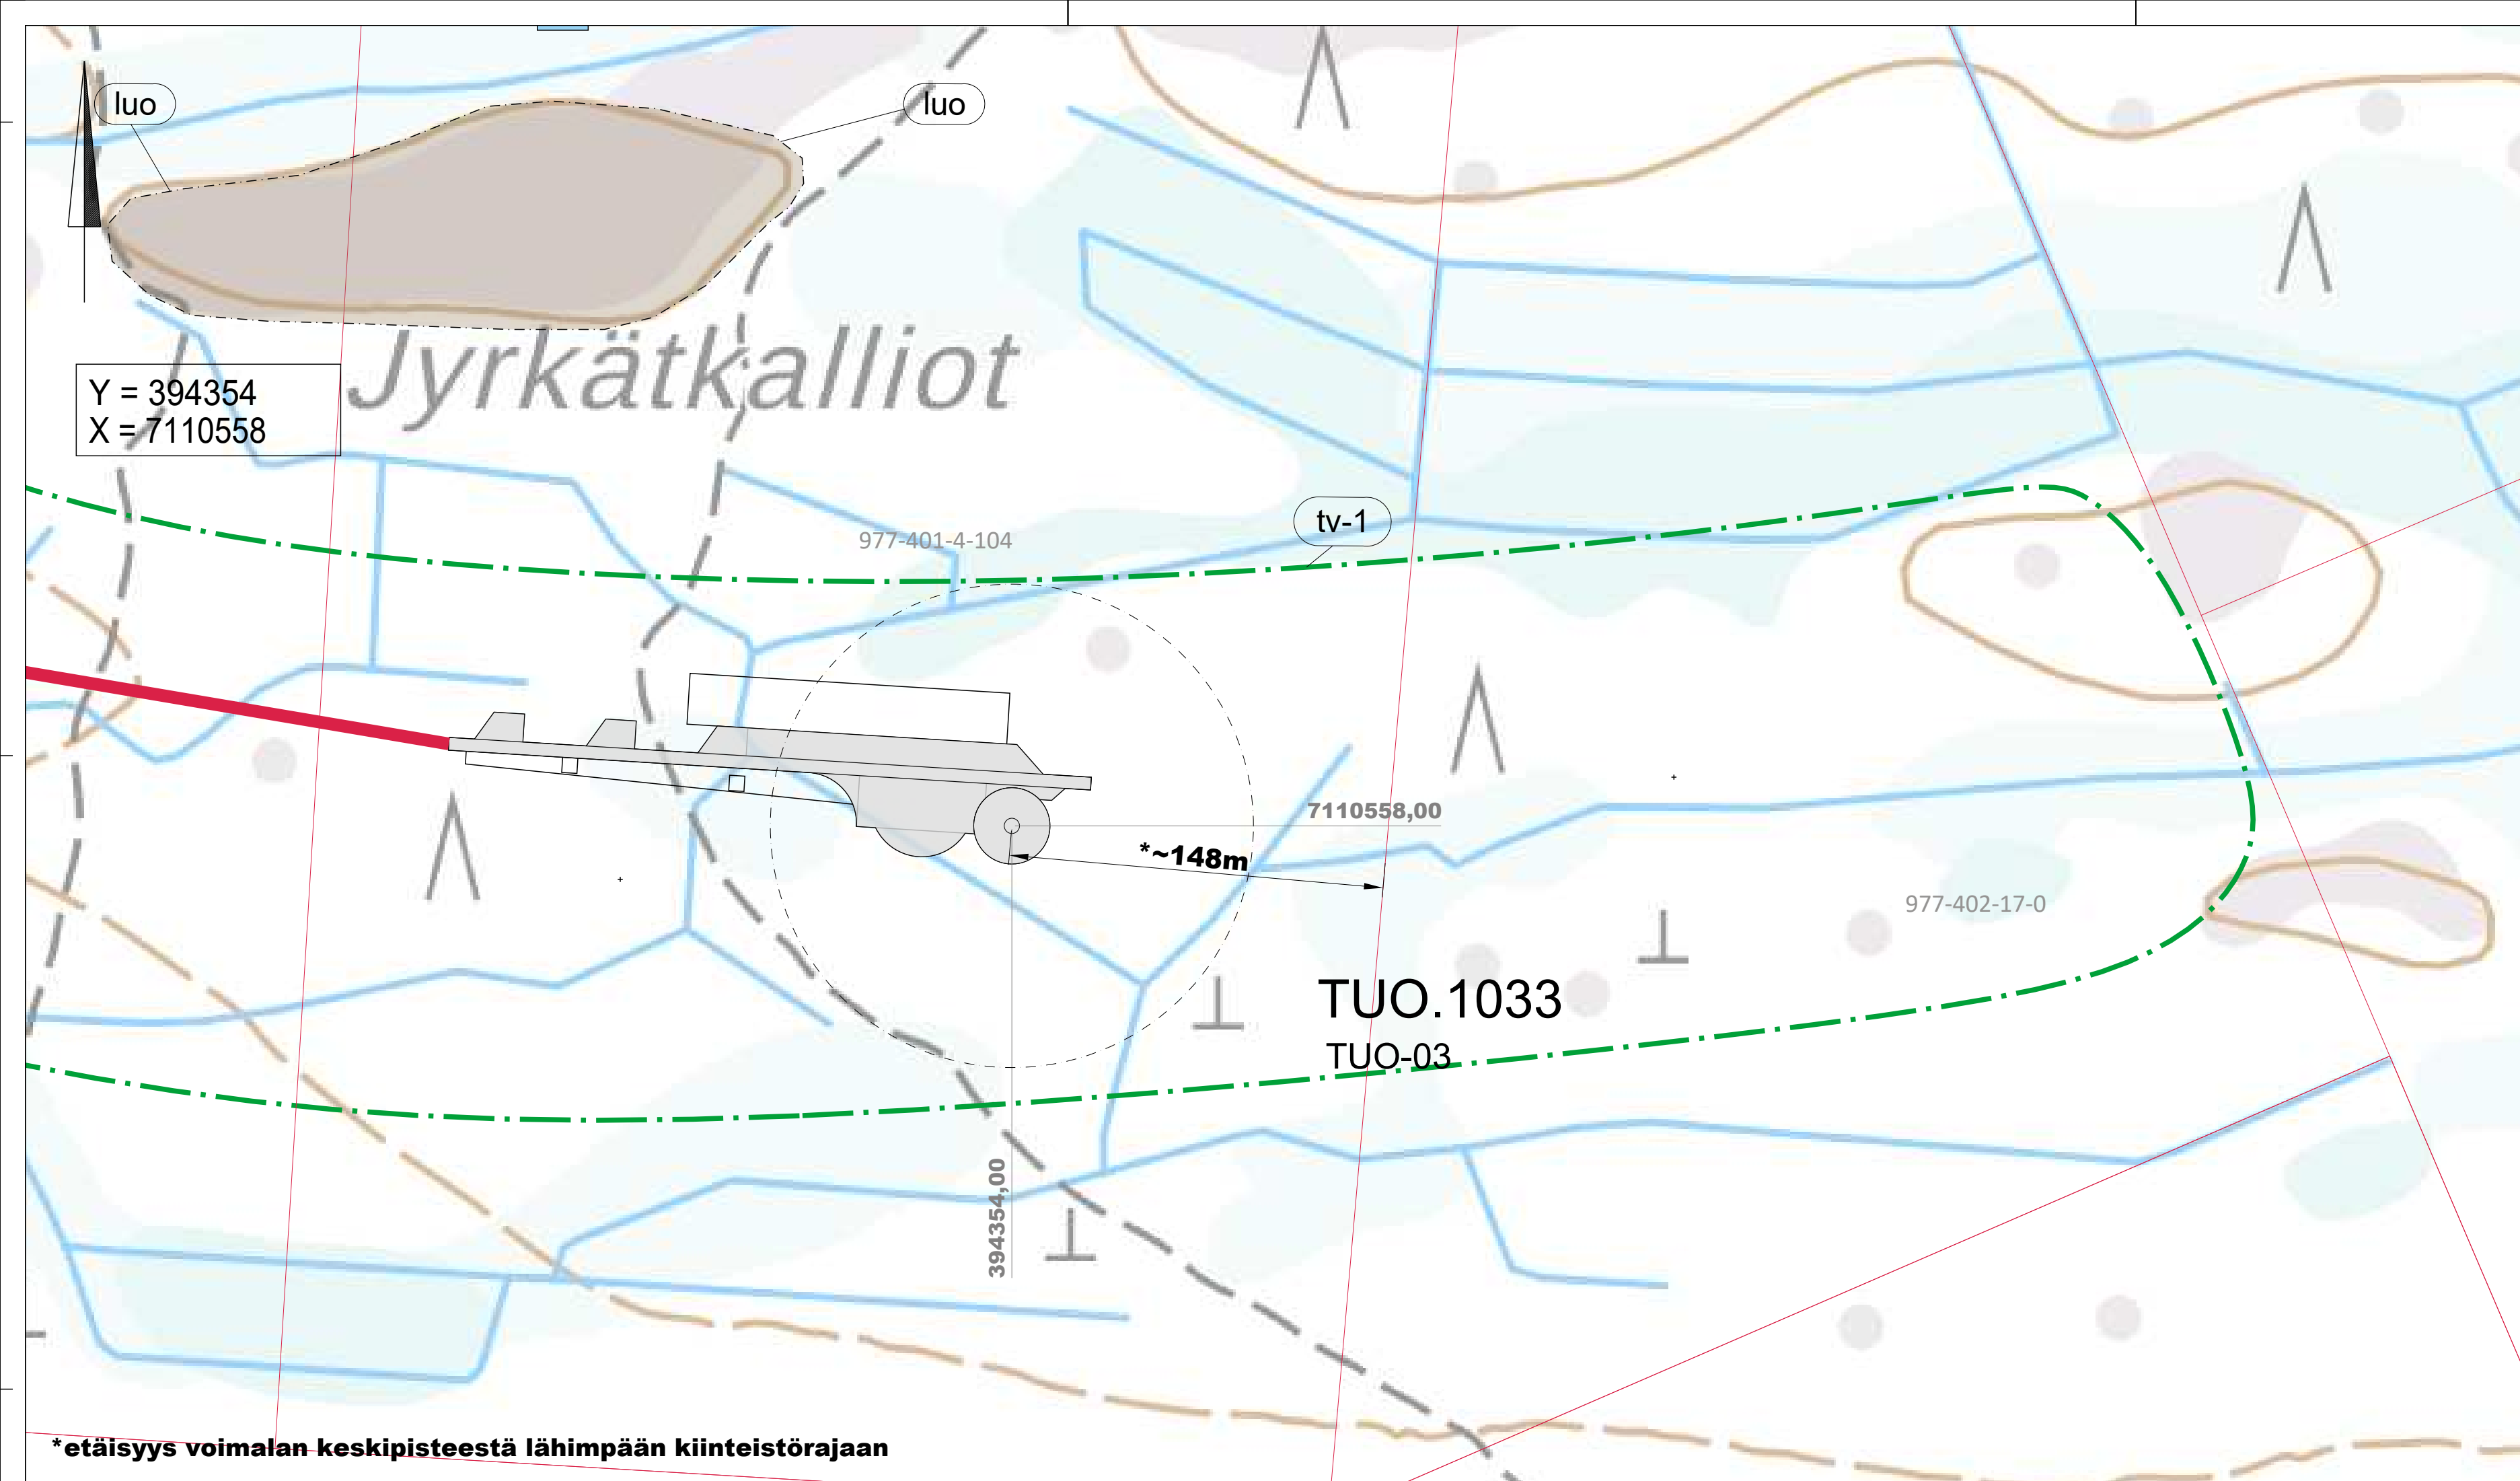 luo
luo
Y = 394354
X = 7110558
Jyrkätkalliot
tv-1
977-401-4-104
7110558,00
*~148m
977-402-17-0
TUO.1033
TUO-03
394354,00
*etäisyys voimalan keskipisteestä lähimpään kiinteistörajaan